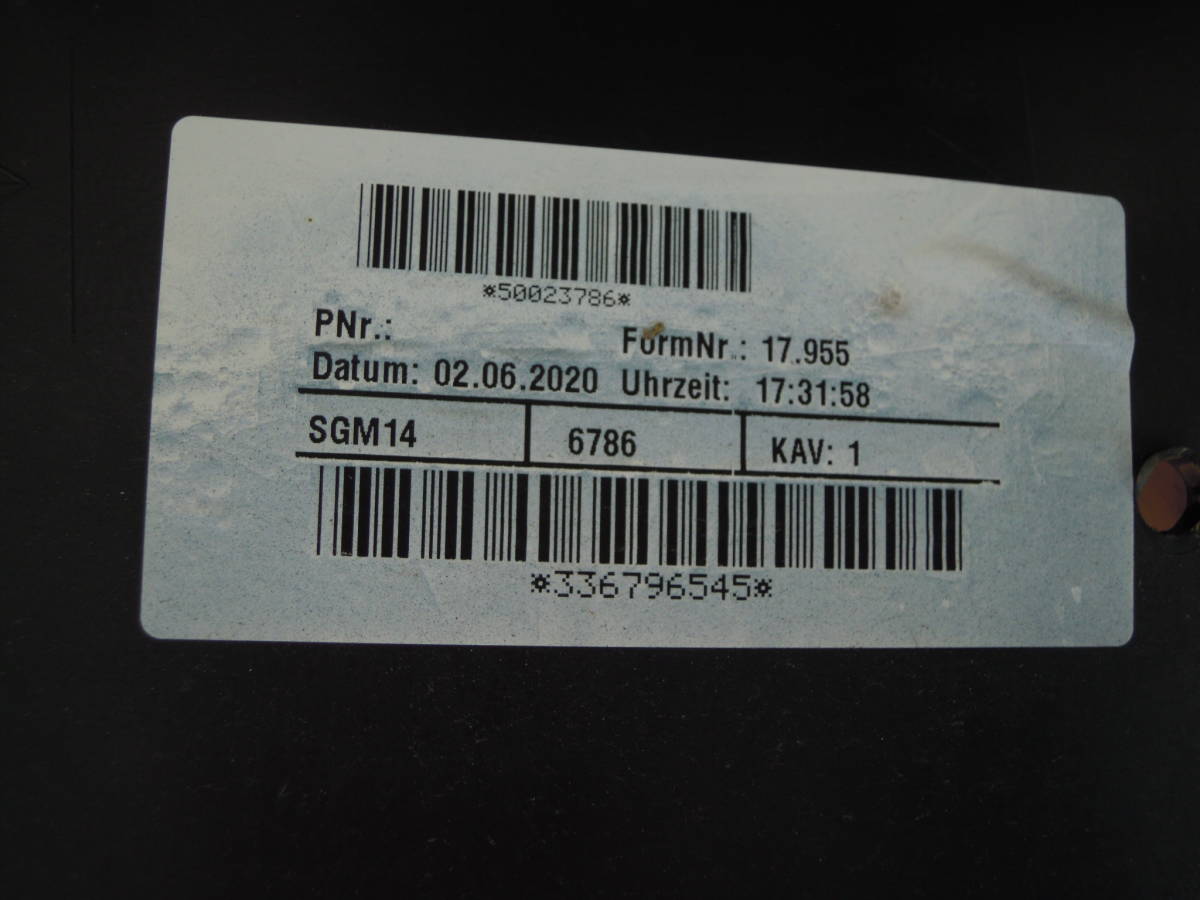 *50023786*
PNr.: FormNr.: 17.955
Datum: 02.06.2020 Uhrzeit: 17:31:58
SGM14 6786 KAV: 1
*336796545*